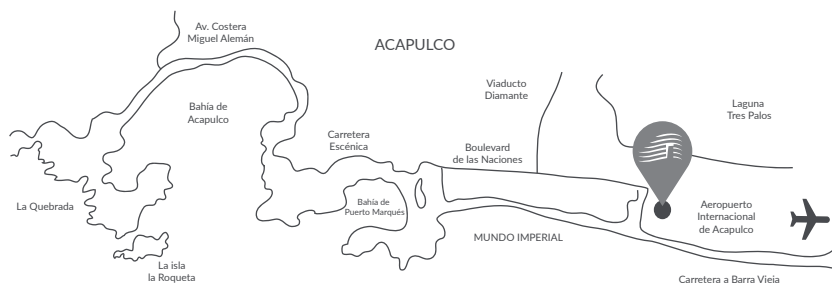 Av. Costera
Miguel Alemán
ACAPULCO
Viaducto
Diamante
Bahía de
Acapulco
Laguna
Tres Palos
Carretera
Escénica
Boulevard
de las Naciones
La Quebrada
Bahía de
Puerto Marqués
Aeropuerto
Internacional
de Acapulco
MUNDO IMPERIAL
La isla
la Roqueta
Carretera a Barra Vieja